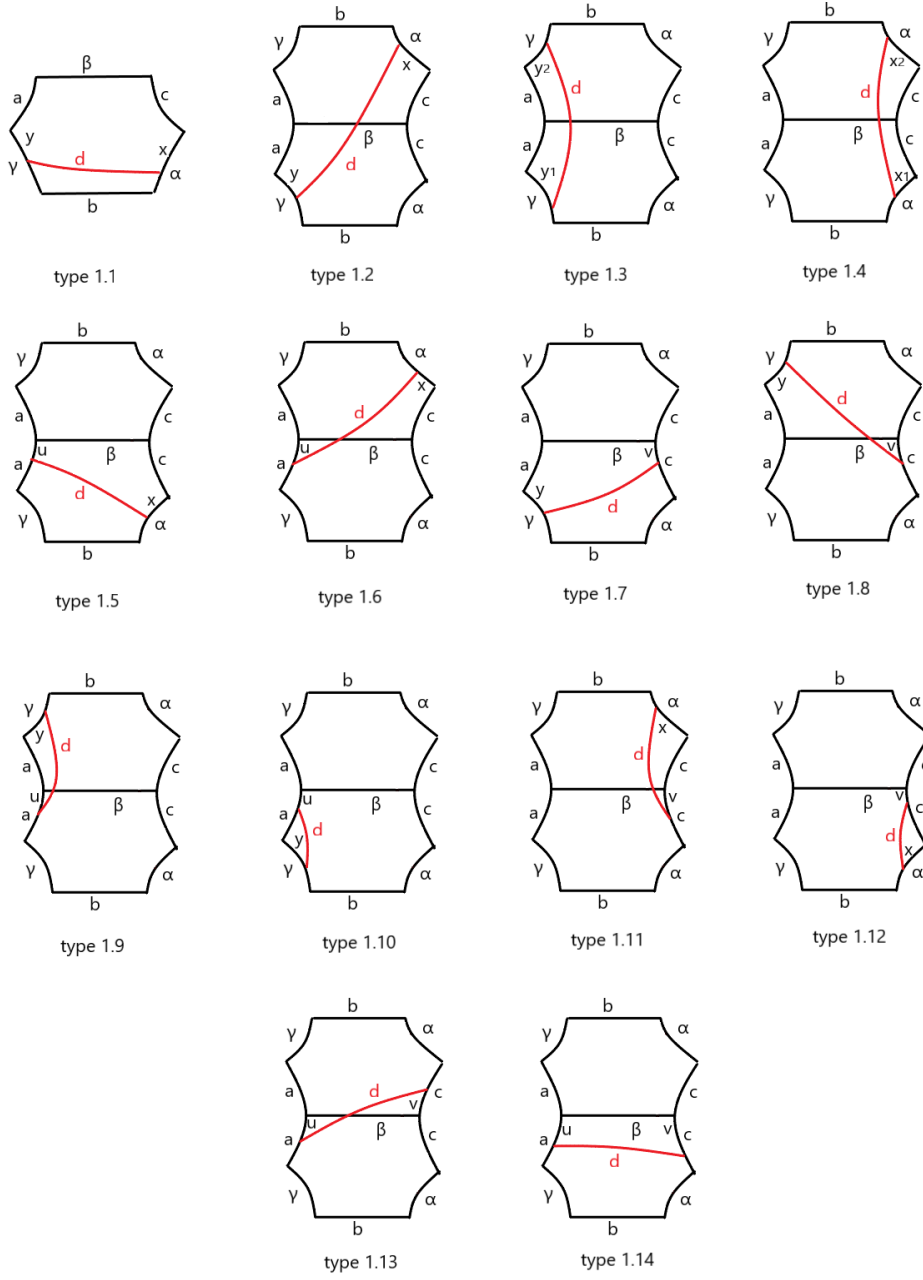 b b b
γ α γ α γ α
β x y2 x2
a c a c a d c a d c
y d β β β
x a c a c a c
γ d α y d y1 x1
b γ α γ α γ α
b b b
type 1.1 type 1.2 type 1.3 type 1.4
b b b b
γ α γ α γ α γ α
x y d
a c a d c a c a c
u β u β β v β v
a c a c a c a c
d x y
γ α γ α γ d α γ α
b b b b
type 1.5 type 1.6 type 1.7 type 1.8
b b b b
γ α γ α γ α γ α
y d x
a c a c a d c a c
u β u β β v β v
a c a d c a c a c
y d x
γ α γ α γ α γ α
b b b b
type 1.9 type 1.10 type 1.11 type 1.12
b b
γ α γ α
a d c a c
u β v u β v
a c a d c
γ α γ α
b b
type 1.13 type 1.14